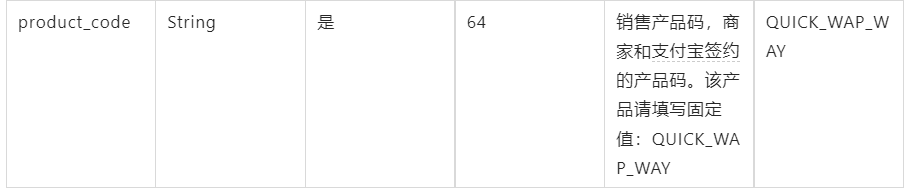 product_code
String
是
64
销售产品码，商
家和支付宝签约
的产品码。该产
品请填写固定
值：QUICK_WA
P_WAY
QUICK_WAP_W
AY